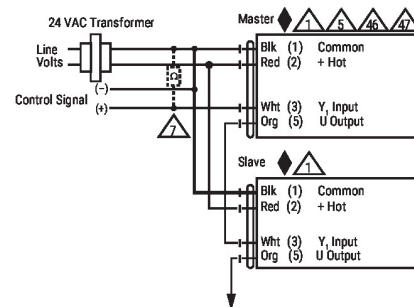 24 VAC Transformer
Master 1 5 46 47
Line Volts
Blk (1) Common
Red (2) + Hot
Ω
(–)
Control Signal (+)
Wht (3) Y₁ Input
Org (5) U Output
7
Slave 1
Blk (1) Common
Red (2) + Hot
Wht (3) Y₁ Input
Org (5) U Output